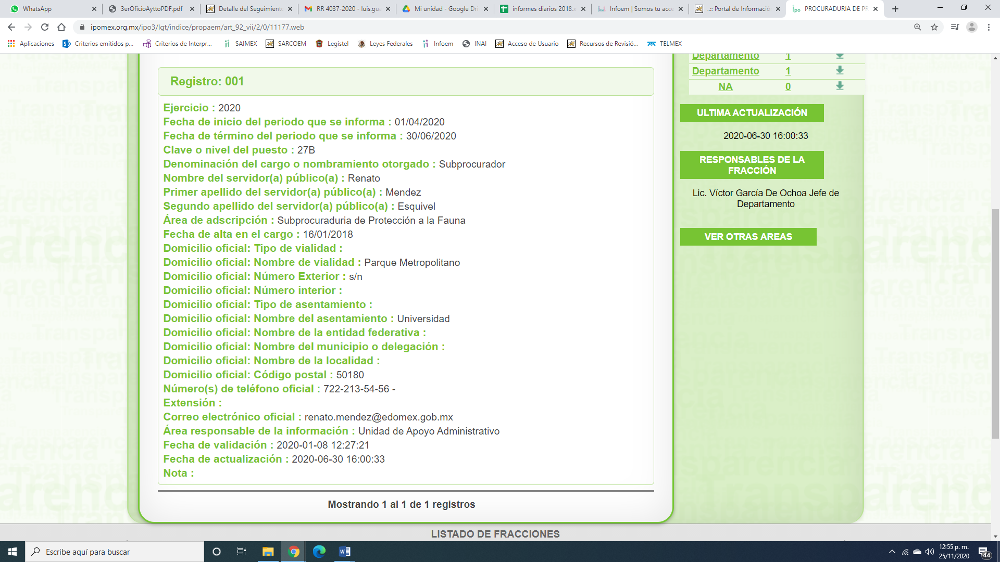 WhatsApp
3erOficioAyttoPDF.pdf
Detalle del Seguimiento
RR 4037-2020 - luis.gua
Mi unidad - Google Dri
informes diarios 2018.x
Infoem | Somos tu acce
..:: Portal de Informació
PROCURADURIA DE PR
ipomex.org.mx/ipo3/lgt/indice/propaem/art_92_vii/2/0/11177.web
Aplicaciones
Criterios emitidos p...
Criterios de Interpr...
SAIMEX
SARCOEM
Legistel
Leyes Federales
Infoem
INAI
Acceso de Usuario
Recursos de Revisió...
TELMEX
Departamento 1
Departamento 1
NA 0
Registro: 001
Ejercicio : 2020
Fecha de inicio del periodo que se informa : 01/04/2020
Fecha de término del periodo que se informa : 30/06/2020
Clave o nivel del puesto : 27B
Denominación del cargo o nombramiento otorgado : Subprocurador
Nombre del servidor(a) público(a) : Renato
Primer apellido del servidor(a) público(a) : Mendez
Segundo apellido del servidor(a) público(a) : Esquivel
Área de adscripción : Subprocuraduria de Protección a la Fauna
Fecha de alta en el cargo : 16/01/2018
Domicilio oficial: Tipo de vialidad :
Domicilio oficial: Nombre de vialidad : Parque Metropolitano
Domicilio oficial: Número Exterior : s/n
Domicilio oficial: Número interior :
Domicilio oficial: Tipo de asentamiento :
Domicilio oficial: Nombre del asentamiento : Universidad
Domicilio oficial: Nombre de la entidad federativa :
Domicilio oficial: Nombre del municipio o delegación :
Domicilio oficial: Nombre de la localidad :
Domicilio oficial: Código postal : 50180
Número(s) de teléfono oficial : 722-213-54-56 -
Extensión :
Correo electrónico oficial : renato.mendez@edomex.gob.mx
Área responsable de la información : Unidad de Apoyo Administrativo
Fecha de validación : 2020-01-08 12:27:21
Fecha de actualización : 2020-06-30 16:00:33
Nota :
Mostrando 1 al 1 de 1 registros
ULTIMA ACTUALIZACIÓN
2020-06-30 16:00:33
RESPONSABLES DE LA
FRACCIÓN
Lic. Víctor García De Ochoa Jefe de
Departamento
VER OTRAS AREAS
LISTADO DE FRACCIONES
Escribe aquí para buscar
12:55 p. m.
25/11/2020
44